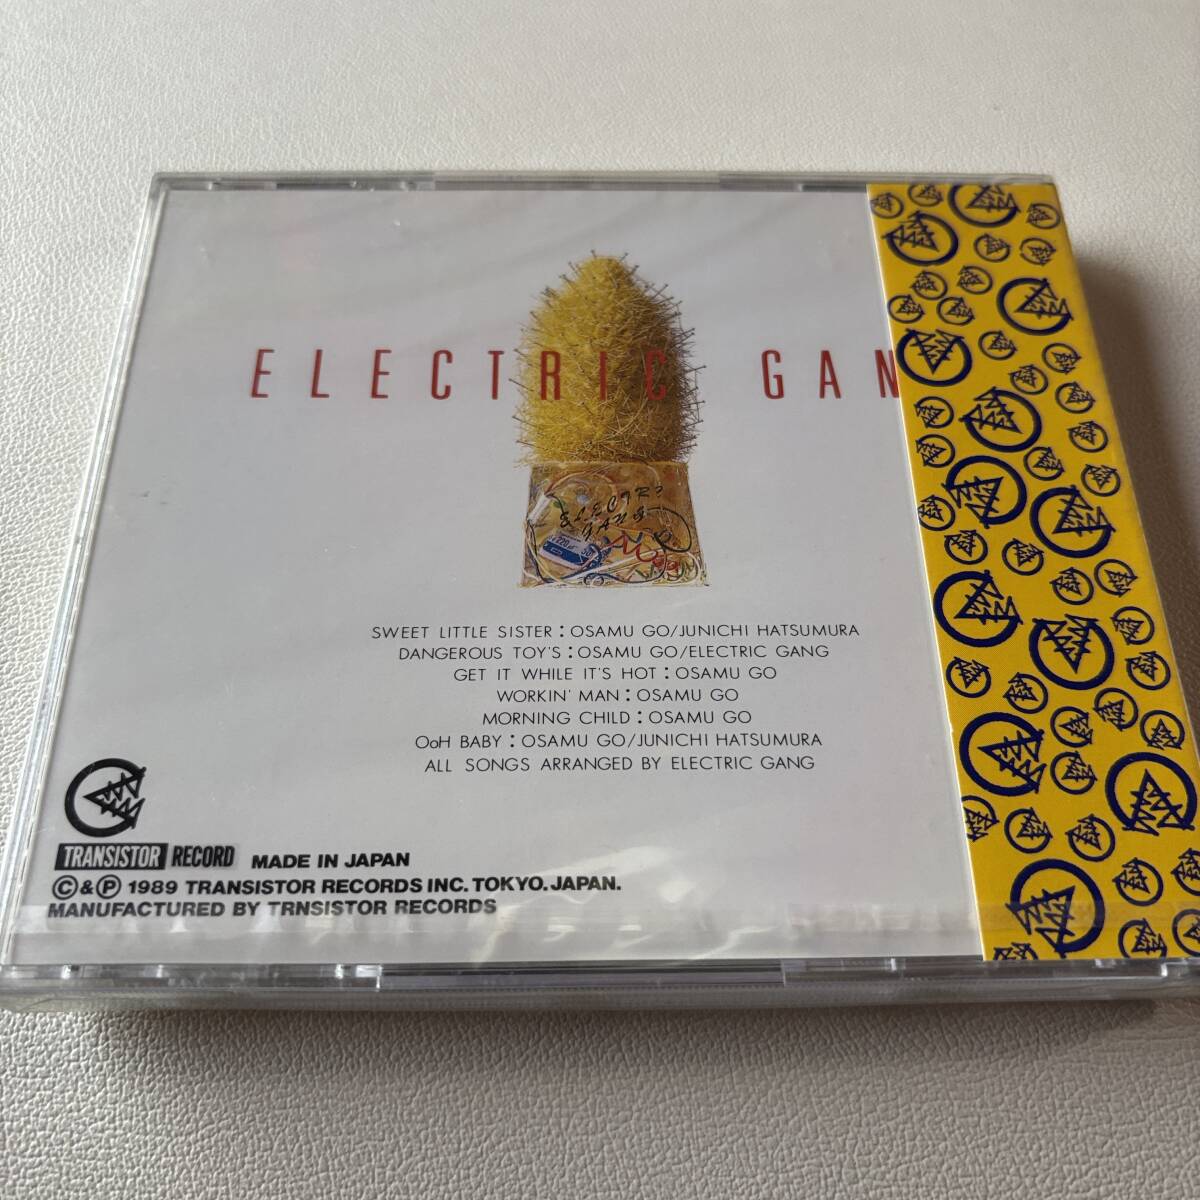 ELECTRIC GAN
ELECTR?
GANG
SWEET LITTLE SISTER:OSAMU GO/JUNICHI HATSUMURA
DANGEROUS TOY'S:OSAMU GO/ELECTRIC GANG
GET IT WHILE IT'S HOT:OSAMU GO
WORKIN' MAN:OSAMU GO
MORNING CHILD:OSAMU GO
OoH BABY:OSAMU GO/JUNICHI HATSUMURA
ALL SONGS ARRANGED BY ELECTRIC GANG
TRANSISTOR RECORD MADE IN JAPAN
©&℗ 1989 TRANSISTOR RECORDS INC. TOKYO. JAPAN.
MANUFACTURED BY TRNSISTOR RECORDS